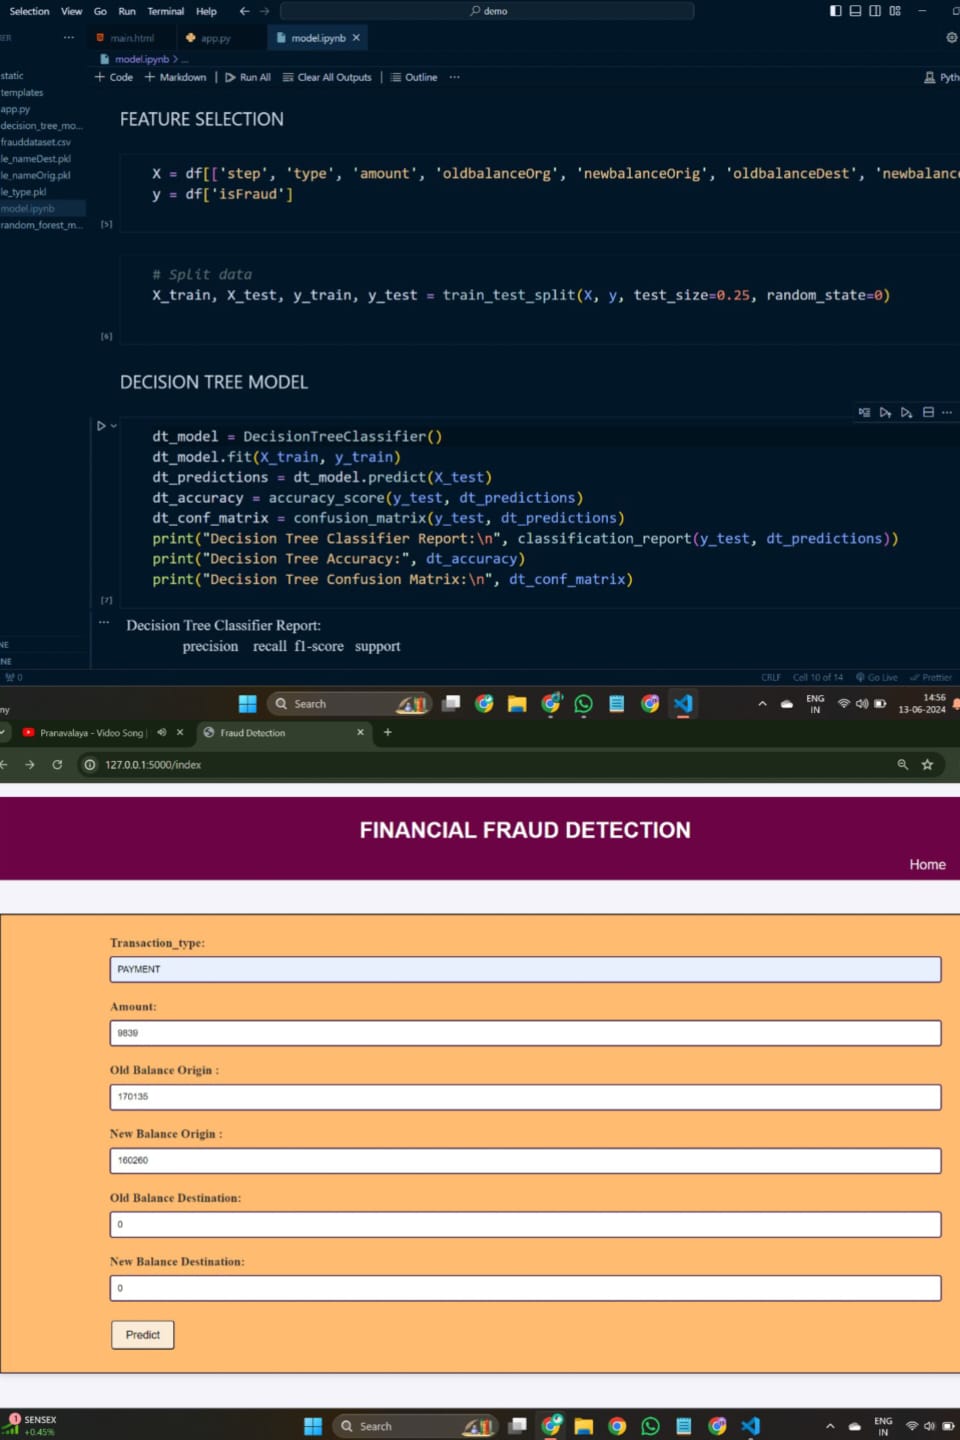 Selection View Go Run Terminal Help
demo
main.html app.py model.ipynb
model.ipynb > ...
+ Code + Markdown Run All Clear All Outputs Outline ...
static
templates
app.py
decision_tree_mo...
frauddataset.csv
le_nameDest.pkl
le_nameOrig.pkl
le_type.pkl
model.ipynb
random_forest_m...
FEATURE SELECTION
X = df[['step', 'type', 'amount', 'oldbalanceOrg', 'newbalanceOrig', 'oldbalanceDest', 'newbalance
y = df['isFraud']
[5]
# Split data
X_train, X_test, y_train, y_test = train_test_split(X, y, test_size=0.25, random_state=0)
[6]
DECISION TREE MODEL
dt_model = DecisionTreeClassifier()
dt_model.fit(X_train, y_train)
dt_predictions = dt_model.predict(X_test)
dt_accuracy = accuracy_score(y_test, dt_predictions)
dt_conf_matrix = confusion_matrix(y_test, dt_predictions)
print("Decision Tree Classifier Report:\n", classification_report(y_test, dt_predictions))
print("Decision Tree Accuracy:", dt_accuracy)
print("Decision Tree Confusion Matrix:\n", dt_conf_matrix)
[7]
Decision Tree Classifier Report:
precision recall f1-score support
0
CRLF Cell 10 of 14 Go Live Prettier
Search
ENG
IN
14:56
13-06-2024
Pranavalaya - Video Song
Fraud Detection
127.0.0.1:5000/index
FINANCIAL FRAUD DETECTION
Home
Transaction_type:
PAYMENT
Amount:
9839
Old Balance Origin :
170135
New Balance Origin :
160260
Old Balance Destination:
0
New Balance Destination:
0
Predict
1
SENSEX
+0.45%
Search
ENG
IN